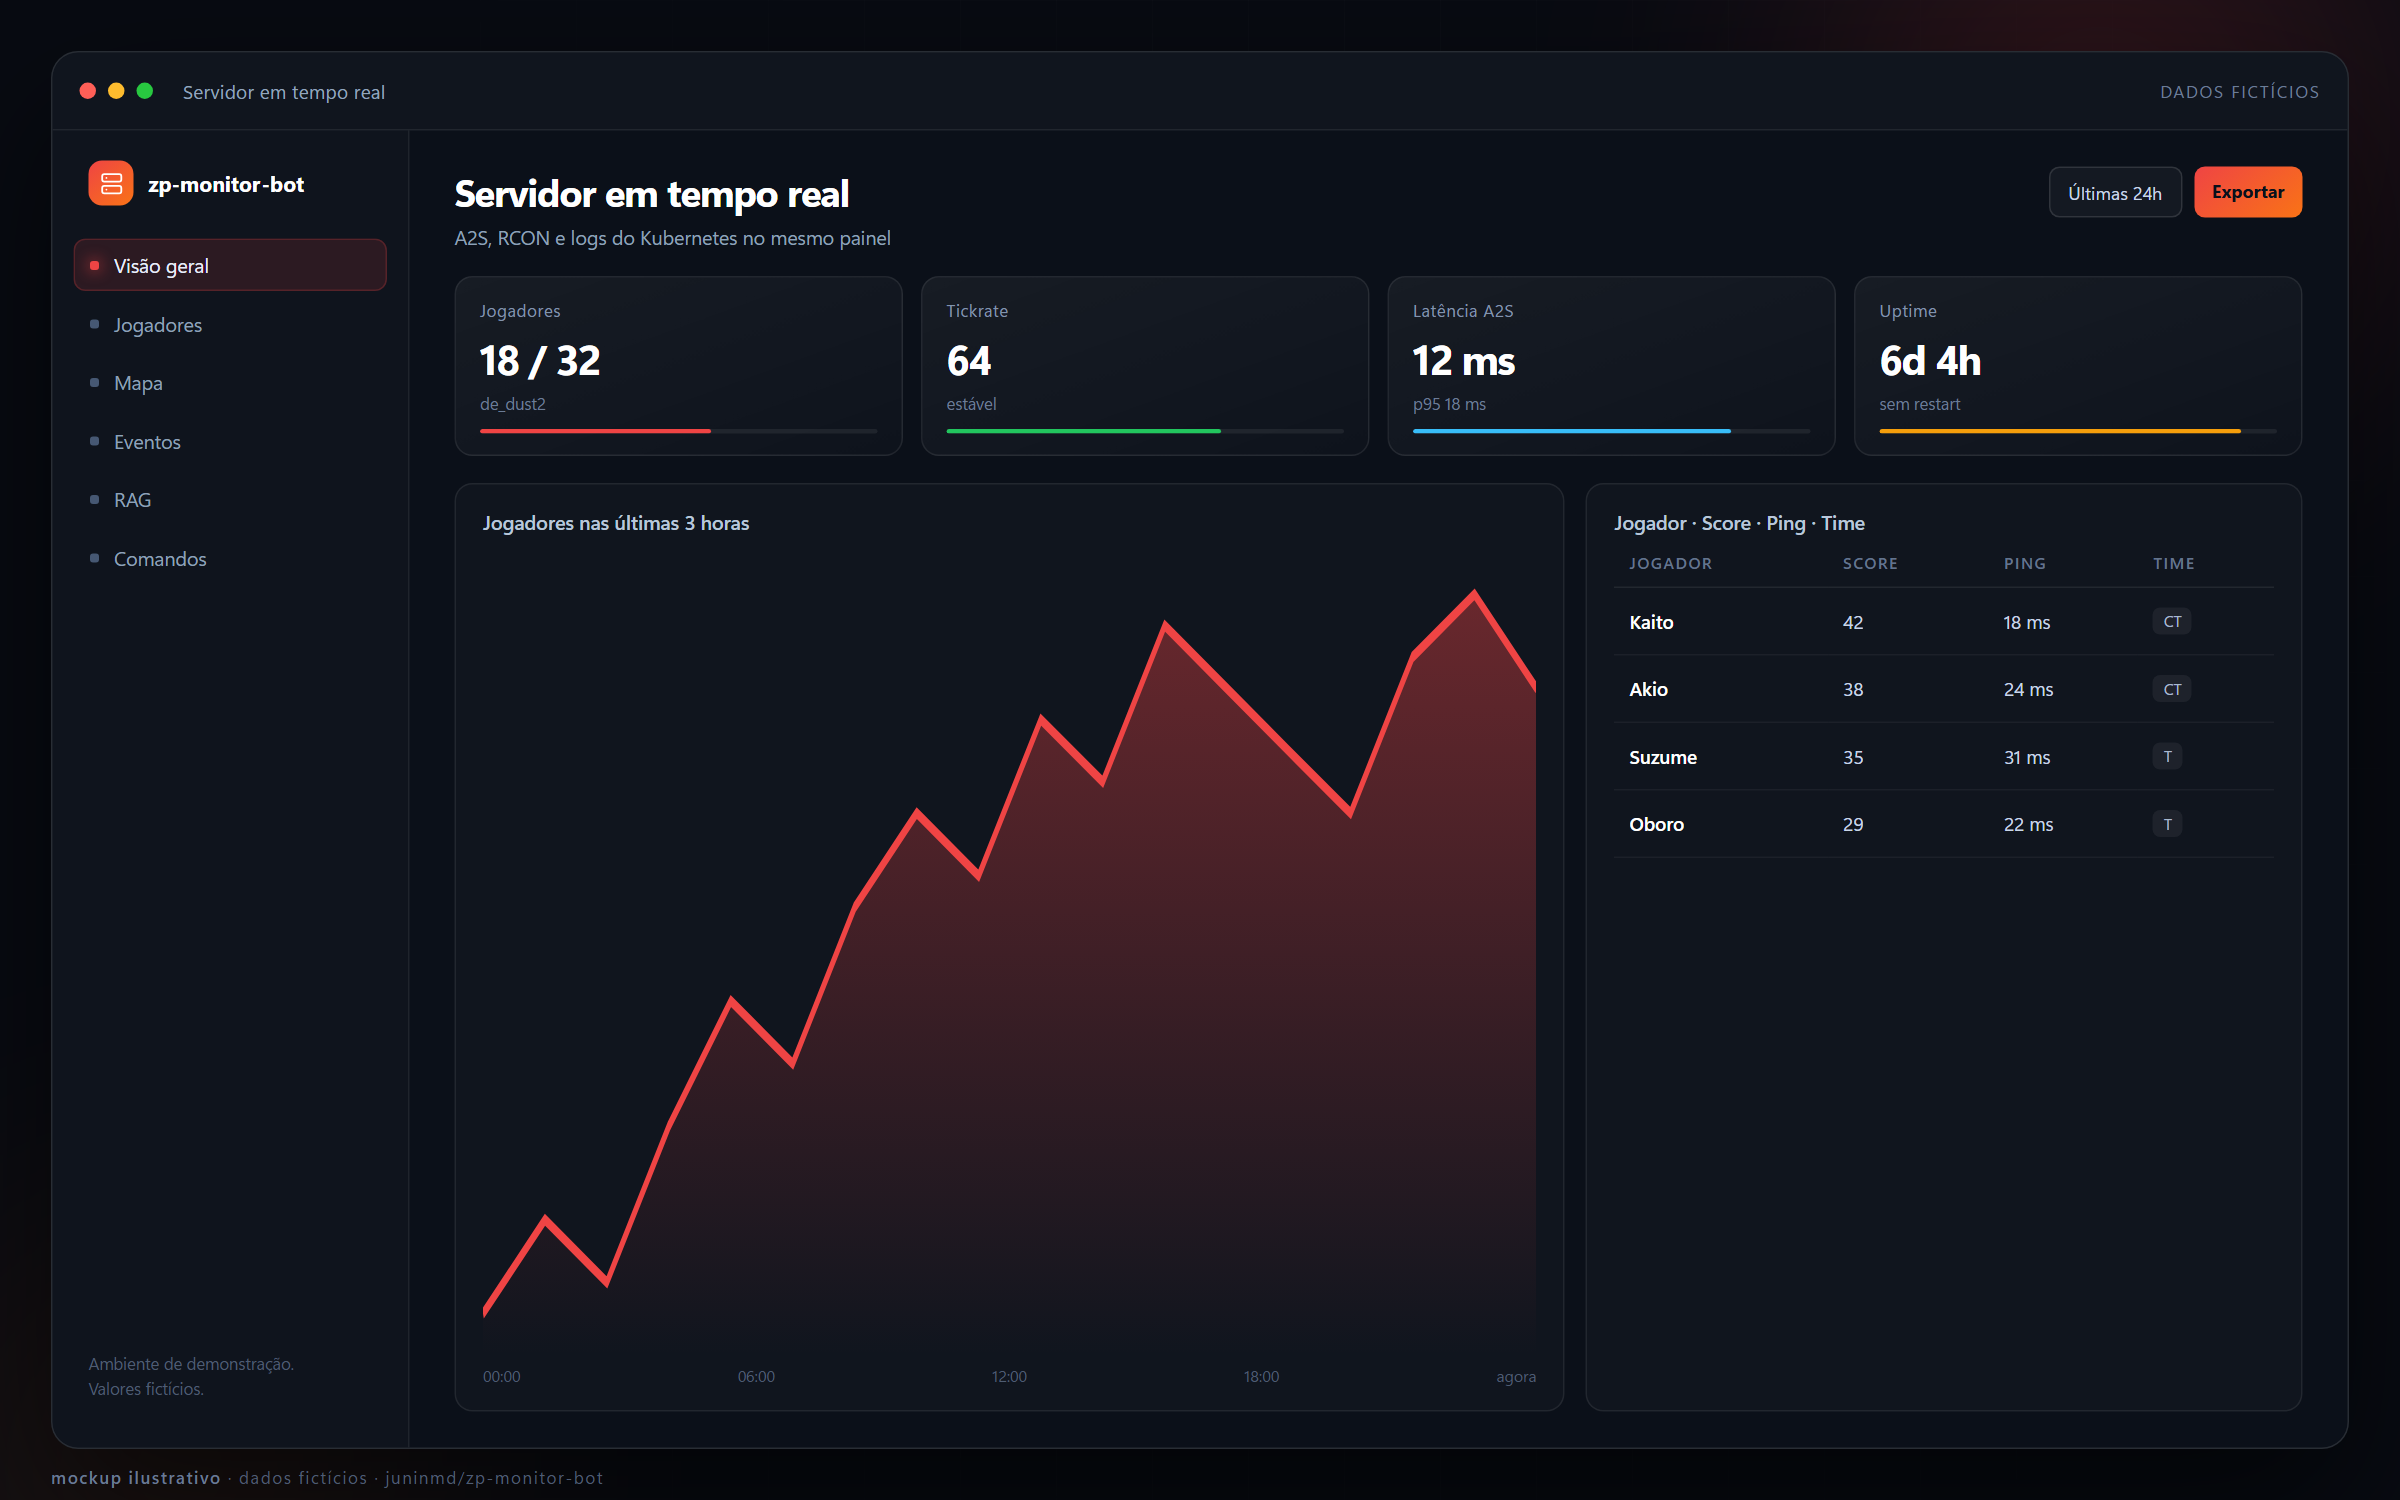 Servidor em tempo real
DADOS FICTÍCIOS
zp-monitor-bot
Visão geral
Jogadores
Mapa
Eventos
RAG
Comandos
Ambiente de demonstração.
Valores fictícios.
Servidor em tempo real
A2S, RCON e logs do Kubernetes no mesmo painel
Últimas 24h
Exportar
Jogadores
18 / 32
de_dust2
Tickrate
64
estável
Latência A2S
12 ms
p95 18 ms
Uptime
6d 4h
sem restart
Jogadores nas últimas 3 horas
00:00 06:00 12:00 18:00 agora
Jogador · Score · Ping · Time
JOGADOR SCORE PING TIME
Kaito 42 18 ms CT
Akio 38 24 ms CT
Suzume 35 31 ms T
Oboro 29 22 ms T
mockup ilustrativo · dados fictícios · juninmd/zp-monitor-bot